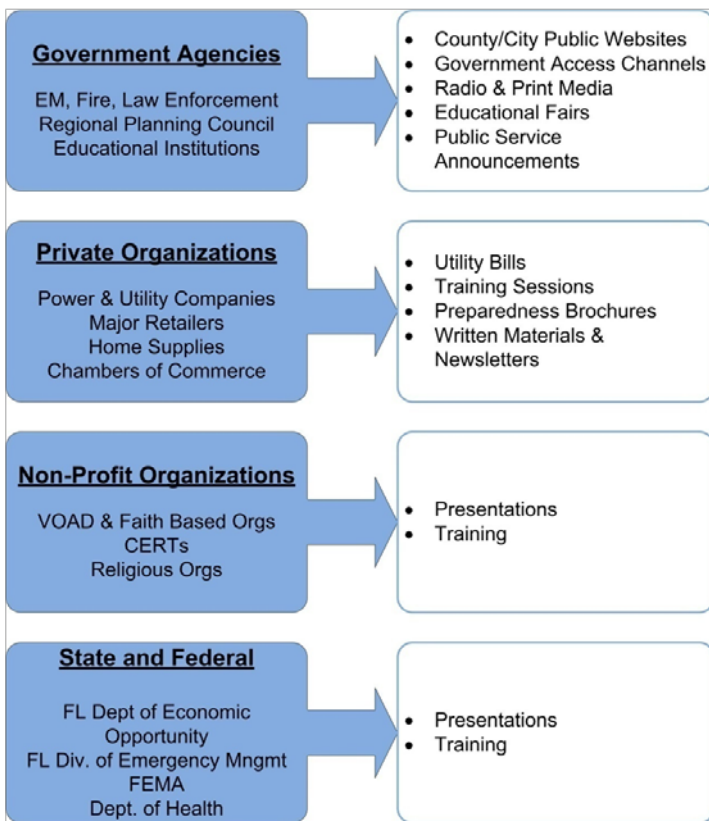 Government Agencies
EM, Fire, Law Enforcement
Regional Planning Council
Educational Institutions
• County/City Public Websites
• Government Access Channels
• Radio & Print Media
• Educational Fairs
• Public Service
Announcements
Private Organizations
Power & Utility Companies
Major Retailers
Home Supplies
Chambers of Commerce
• Utility Bills
• Training Sessions
• Preparedness Brochures
• Written Materials &
Newsletters
Non-Profit Organizations
VOAD & Faith Based Orgs
CERTs
Religious Orgs
• Presentations
• Training
State and Federal
FL Dept of Economic
Opportunity
FL Div. of Emergency Mngmt
FEMA
Dept. of Health
• Presentations
• Training